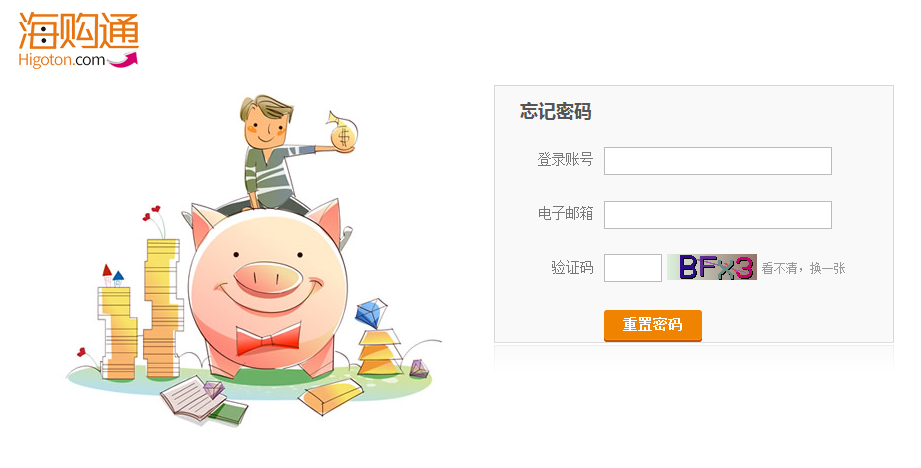 海购通
Higoton.com
$
忘记密码
登录账号
电子邮箱
验证码 BFx3 看不清，换一张
重置密码